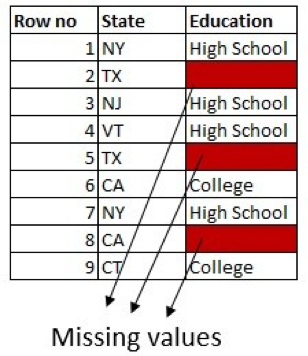 Row no State Education
1 NY High School
2 TX
3 NJ High School
4 VT High School
5 TX
6 CA College
7 NY High School
8 CA
9 CT College
Missing values